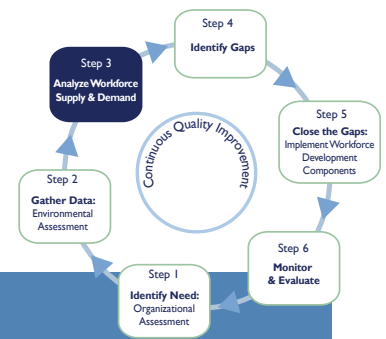 Step 4
Identify Gaps
Step 3
Analyze Workforce
Supply & Demand
Step 5
Close the Gaps:
Implement Workforce
Development
Components
Continuous Quality Improvement
Step 2
Gather Data:
Environmental
Assessment
Step 6
Monitor
& Evaluate
Step 1
Identify Need:
Organizational
Assessment